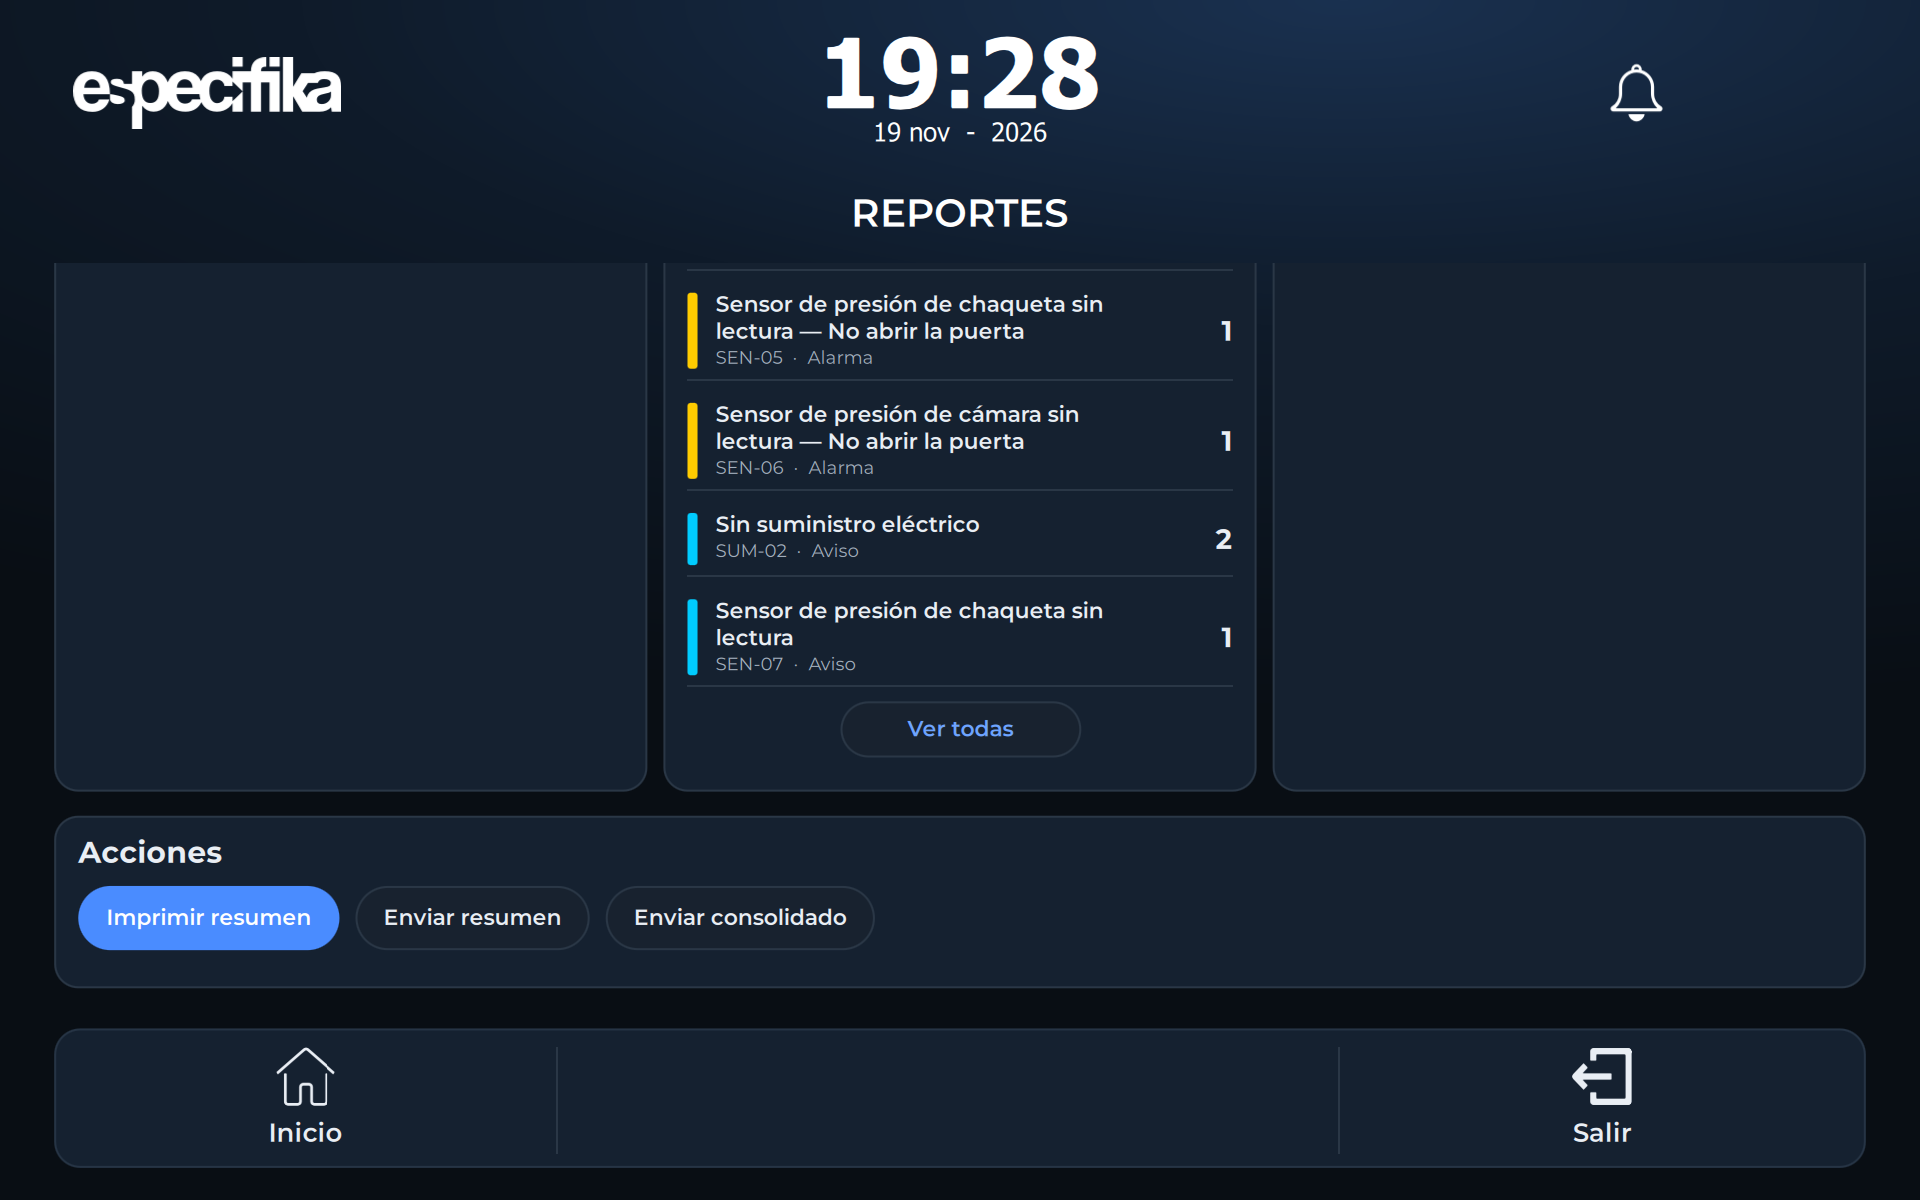 especifika
19:28
19 nov - 2026
REPORTES
Sensor de presión de chaqueta sin
lectura — No abrir la puerta
1
SEN-05 · Alarma
Sensor de presión de cámara sin
lectura — No abrir la puerta
1
SEN-06 · Alarma
Sin suministro eléctrico
2
SUM-02 · Aviso
Sensor de presión de chaqueta sin
lectura
1
SEN-07 · Aviso
Ver todas
Acciones
Imprimir resumen
Enviar resumen
Enviar consolidado
Inicio
Salir